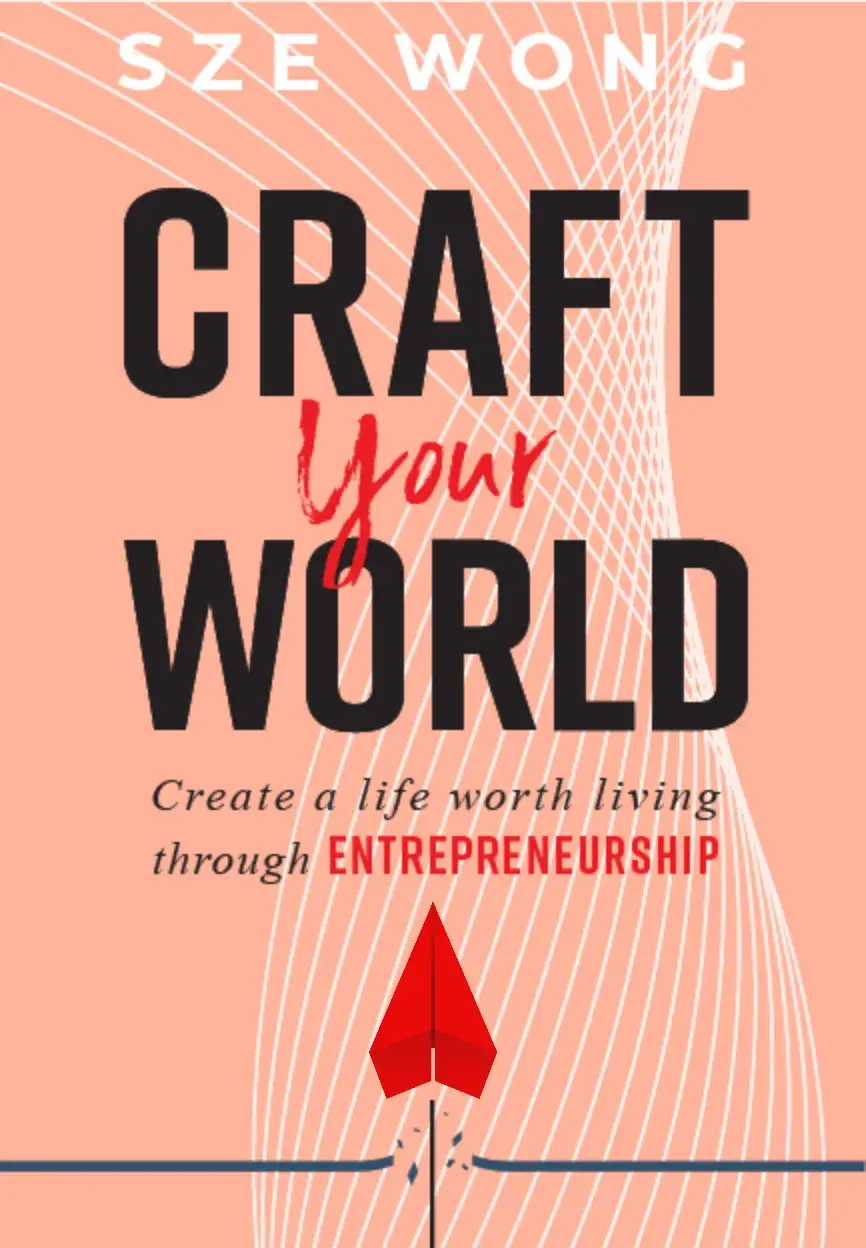 SZE WONG
CRAFT
Your
WORLD
Create a life worth living
through ENTREPRENEURSHIP